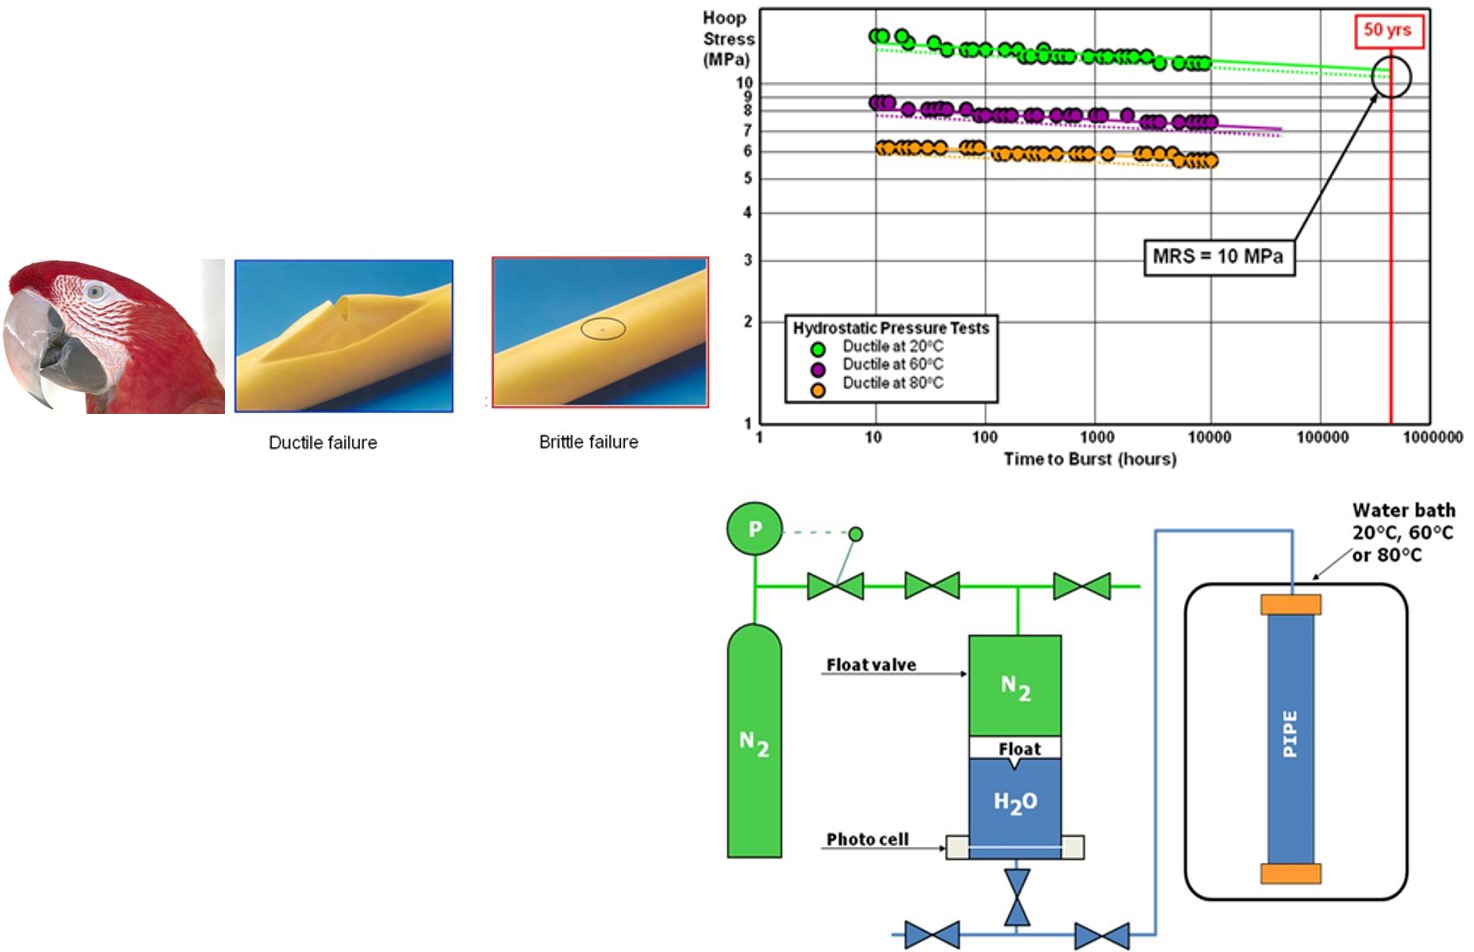 Hoop
Stress
(MPa)
50 yrs
10
9
8
7
6
5
4
3
2
1
MRS = 10 MPa
Hydrostatic Pressure Tests
Ductile at 20°C
Ductile at 60°C
Ductile at 80°C
1 10 100 1000 10000 100000 1000000
Time to Burst (hours)
Ductile failure
:
Brittle failure
Water bath
20°C, 60°C
or 80°C
P
Float valve
N2
N2
Float
H2O
Photo cell
PIPE